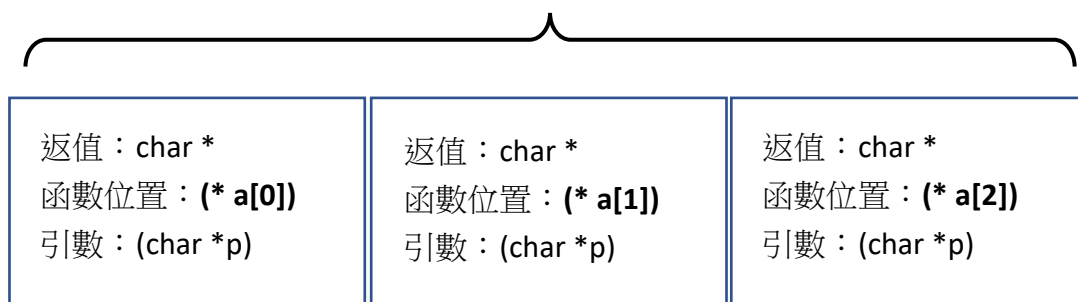 返值：char *
函數位置：(* a[0])
引數：(char *p)
返值：char *
函數位置：(* a[1])
引數：(char *p)
返值：char *
函數位置：(* a[2])
引數：(char *p)